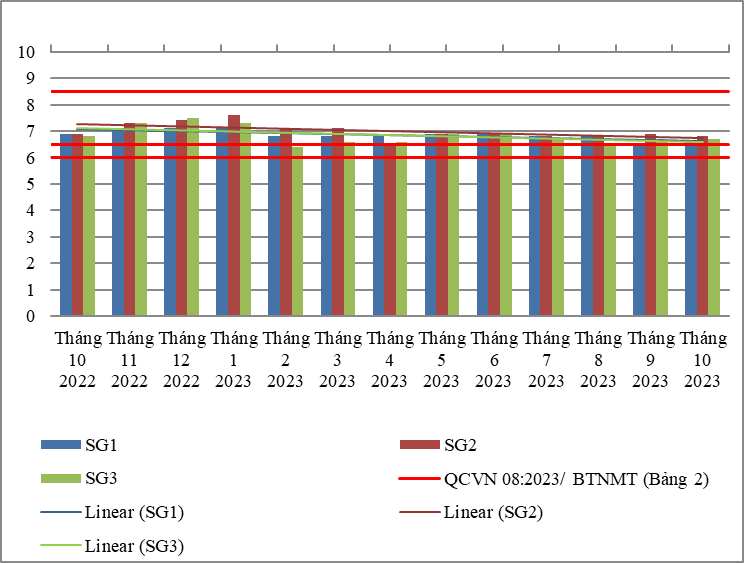 10
9
8
7
6
5
4
3
2
1
0
Tháng Tháng Tháng Tháng Tháng Tháng Tháng Tháng Tháng Tháng Tháng Tháng Tháng
10 11 12 1 2 3 4 5 6 7 8 9 10
2022 2022 2022 2023 2023 2023 2023 2023 2023 2023 2023 2023 2023
SG1 SG2
SG3 QCVN 08:2023/ BTNMT (Bảng 2)
Linear (SG1) Linear (SG2)
Linear (SG3)